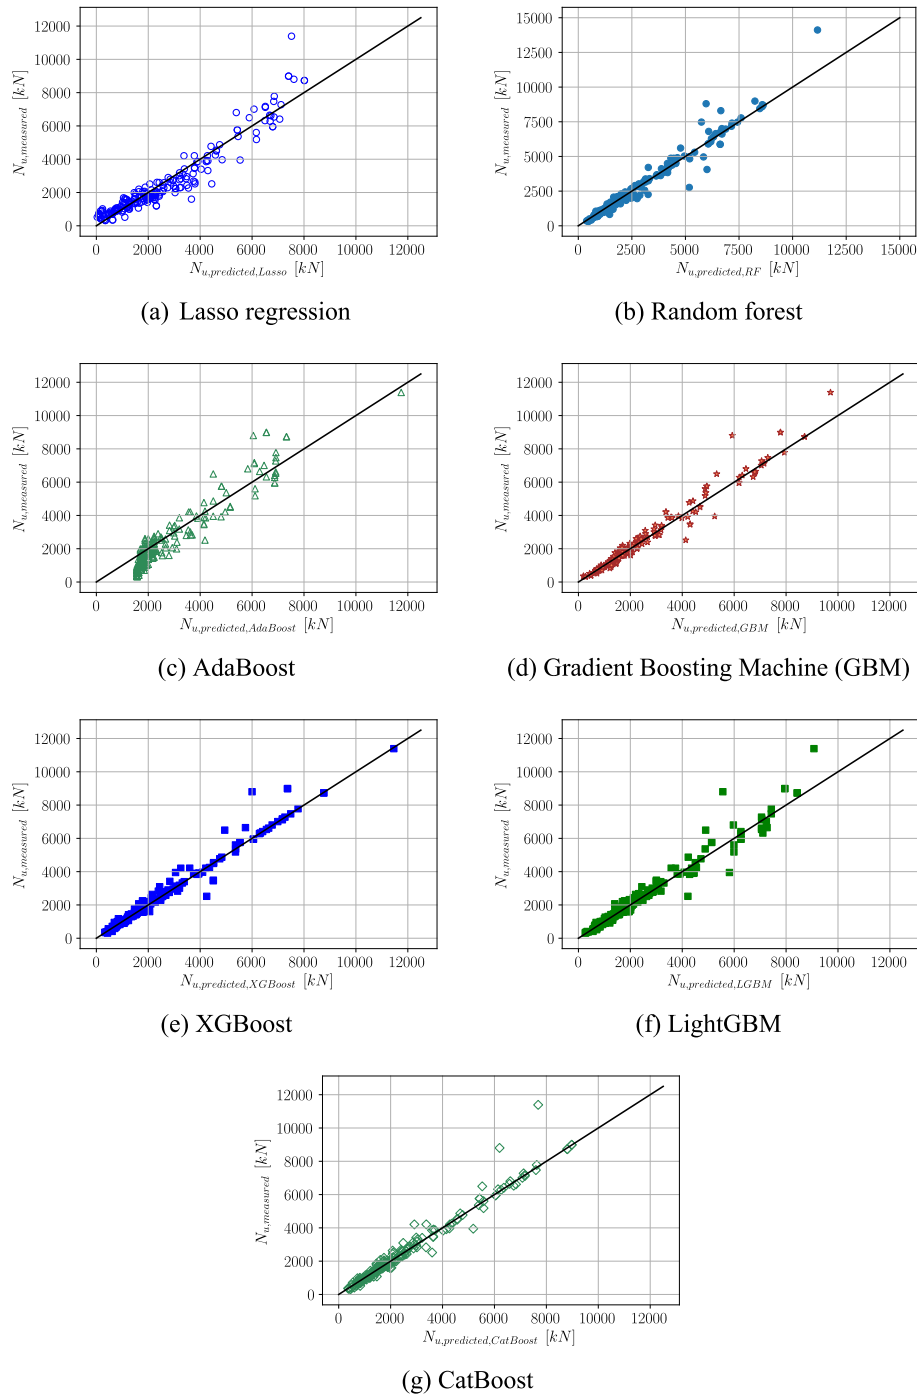 12000
10000
8000
6000
4000
2000
0
N_{u,measured} [kN]
0 2000 4000 6000 8000 10000 12000
N_{u,predicted,Lasso} [kN]
(a) Lasso regression
15000
12500
10000
7500
5000
2500
0
N_{u,measured} [kN]
0 2500 5000 7500 10000 12500 15000
N_{u,predicted,RF} [kN]
(b) Random forest
12000
10000
8000
6000
4000
2000
0
N_{u,measured} [kN]
0 2000 4000 6000 8000 10000 12000
N_{u,predicted,AdaBoost} [kN]
(c) AdaBoost
12000
10000
8000
6000
4000
2000
0
N_{u,measured} [kN]
0 2000 4000 6000 8000 10000 12000
N_{u,predicted,GBM} [kN]
(d) Gradient Boosting Machine (GBM)
12000
10000
8000
6000
4000
2000
0
N_{u,measured} [kN]
0 2000 4000 6000 8000 10000 12000
N_{u,predicted,XGBoost} [kN]
(e) XGBoost
12000
10000
8000
6000
4000
2000
0
N_{u,measured} [kN]
0 2000 4000 6000 8000 10000 12000
N_{u,predicted,LGBM} [kN]
(f) LightGBM
12000
10000
8000
6000
4000
2000
0
N_{u,measured} [kN]
0 2000 4000 6000 8000 10000 12000
N_{u,predicted,CatBoost} [kN]
(g) CatBoost